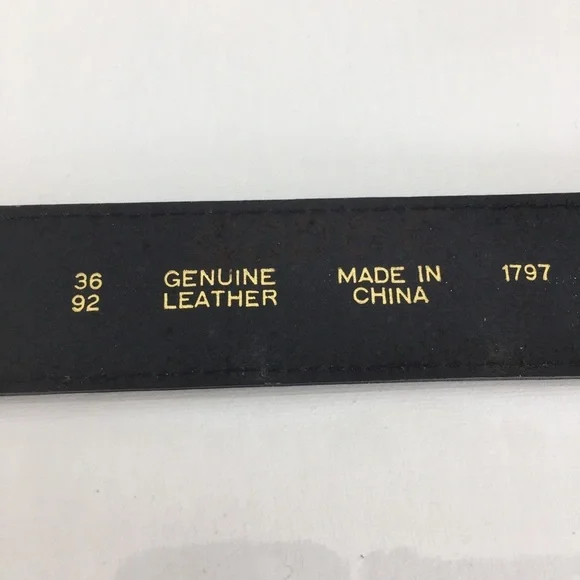 36
92
GENUINE
LEATHER
MADE IN
CHINA
1797